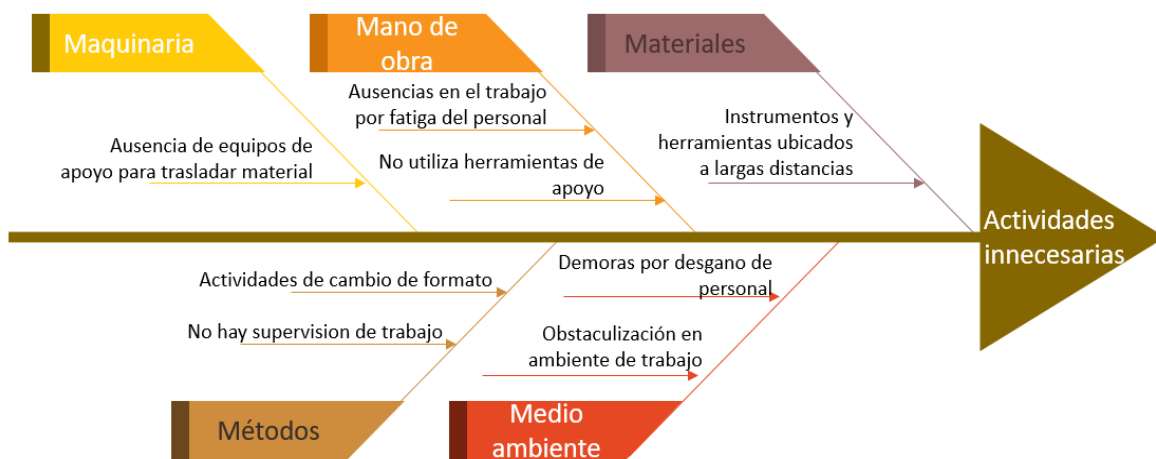 Maquinaria
Mano de
obra
Materiales
Ausencia de equipos de
apoyo para trasladar material
Ausencias en el trabajo
por fatiga del personal
No utiliza herramientas de
apoyo
Instrumentos y
herramientas ubicados
a largas distancias
Actividades
innecesarias
Actividades de cambio de formato
No hay supervision de trabajo
Demoras por desgano de
personal
Obstaculización en
ambiente de trabajo
Métodos
Medio
ambiente